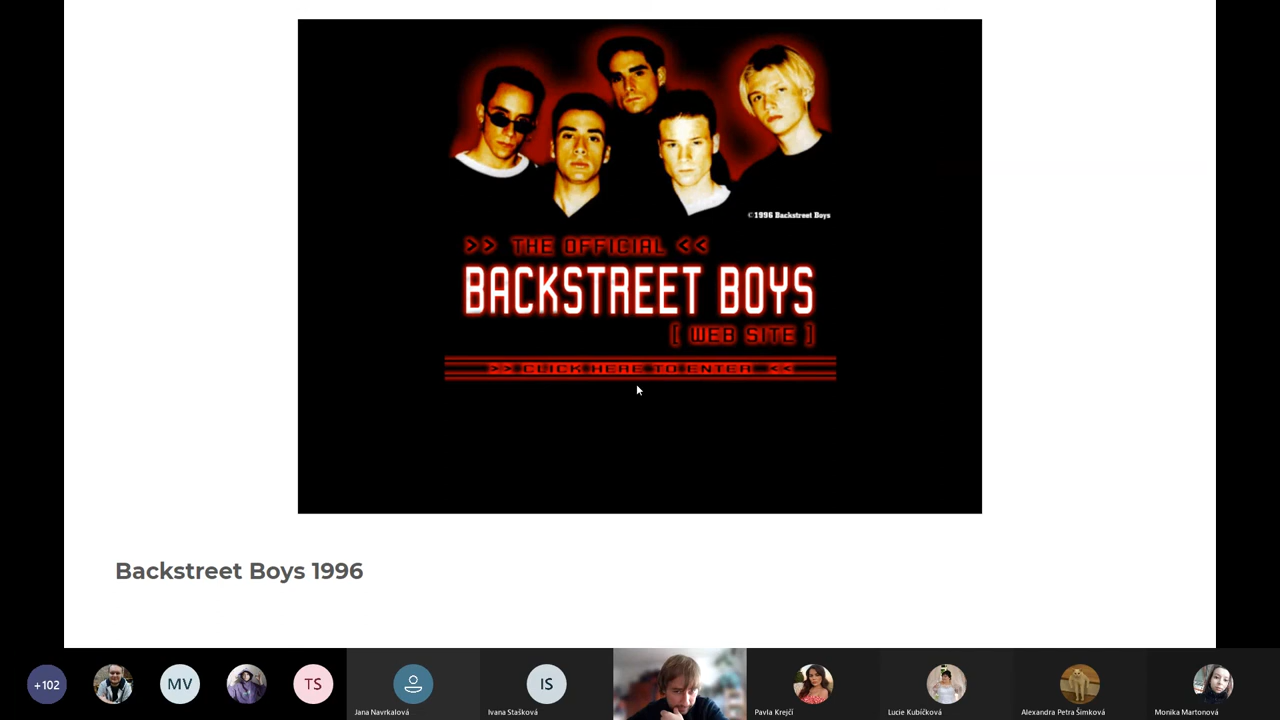 ©1996 Backstreet Boys
>> THE OFFICIAL <<
BACKSTREET BOYS
[ WEB SITE ]
>> CLICK HERE TO ENTER <<
Backstreet Boys 1996
+102
MV
TS
IS
Jana Navrkalová
Ivana Stašková
Pavla Krejčí
Lucie Kubíčková
Alexandra Petra Šimková
Monika Martonová